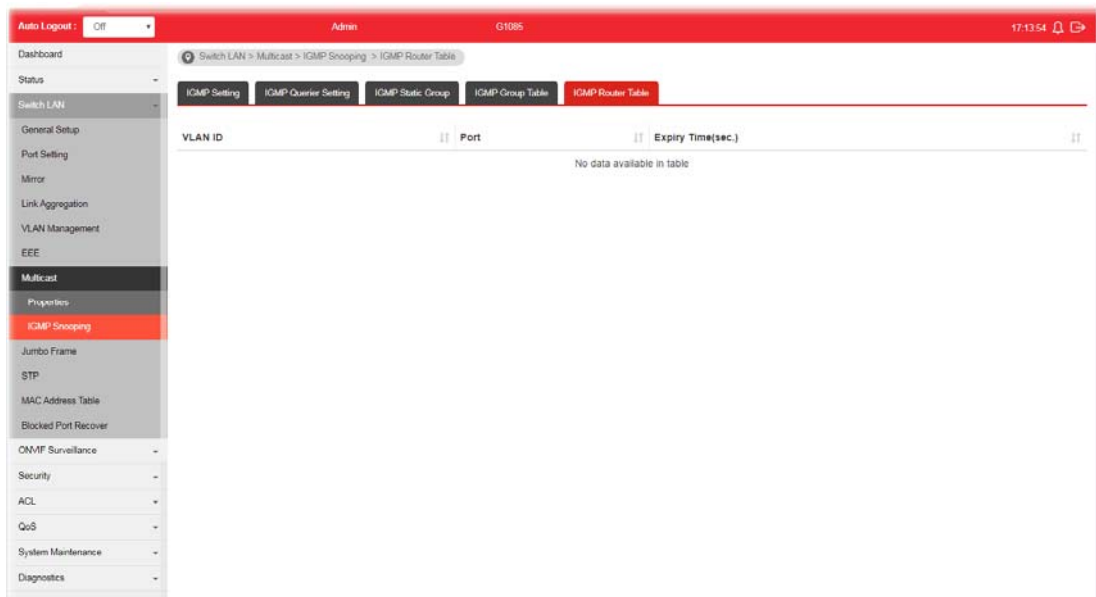 Auto Logout : Off Admin G1085 17:13:54
Dashboard
Switch LAN > Multicast > IGMP Snooping > IGMP Router Table
Status
IGMP Setting IGMP Querier Setting IGMP Static Group IGMP Group Table IGMP Router Table
Switch LAN
General Setup
VLAN ID Port Expiry Time(sec.)
Port Setting
No data available in table
Mirror
Link Aggregation
VLAN Management
EEE
Multicast
Properties
IGMP Snooping
Jumbo Frame
STP
MAC Address Table
Blocked Port Recover
ONVIF Surveillance
Security
ACL
QoS
System Maintenance
Diagnostics